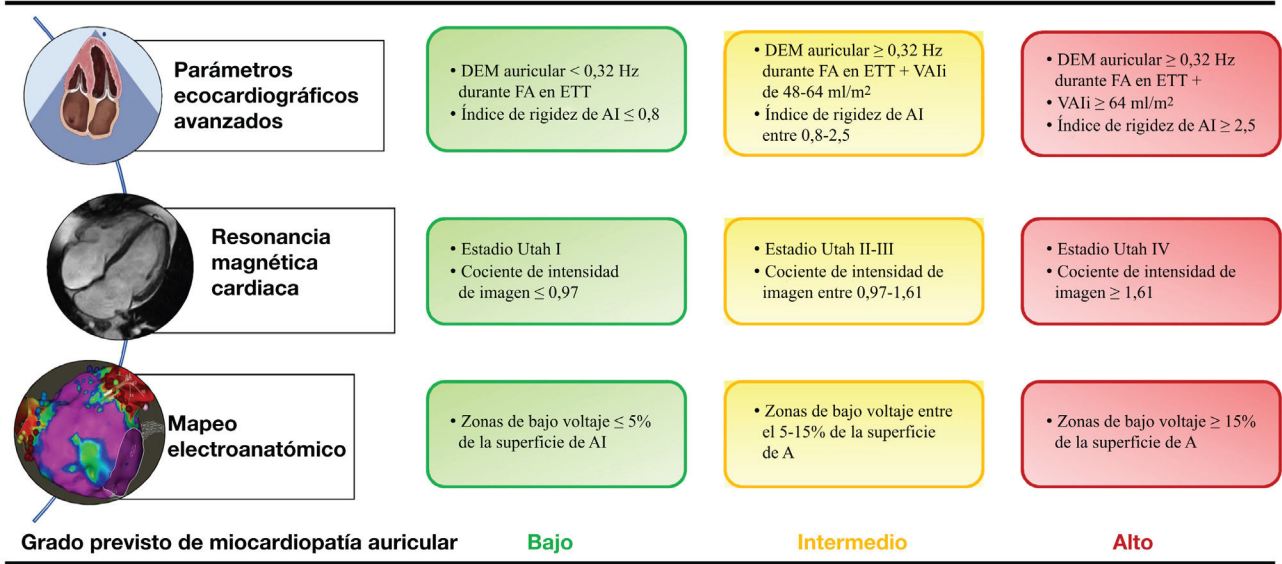 Parámetros
ecocardiográficos
avanzados
• DEM auricular < 0,32 Hz
durante FA en ETT
• Índice de rigidez de AI ≤ 0,8
• DEM auricular ≥ 0,32 Hz
durante FA en ETT + VAIi
de 48-64 ml/m²
• Índice de rigidez de AI
entre 0,8-2,5
• DEM auricular ≥ 0,32 Hz
durante FA en ETT +
• VAIi ≥ 64 ml/m²
• Índice de rigidez de AI ≥ 2,5
Resonancia
magnética
cardiaca
• Estadio Utah I
• Cociente de intensidad
de imagen ≤ 0,97
• Estadio Utah II-III
• Cociente de intensidad de
imagen entre 0,97-1,61
• Estadio Utah IV
• Cociente de intensidad de
imagen ≥ 1,61
Mapeo
electroanatómico
• Zonas de bajo voltaje ≤ 5%
de la superficie de AI
• Zonas de bajo voltaje entre
el 5-15% de la superficie
de A
• Zonas de bajo voltaje ≥ 15%
de la superficie de A
Grado previsto de miocardiopatía auricular
Bajo
Intermedio
Alto